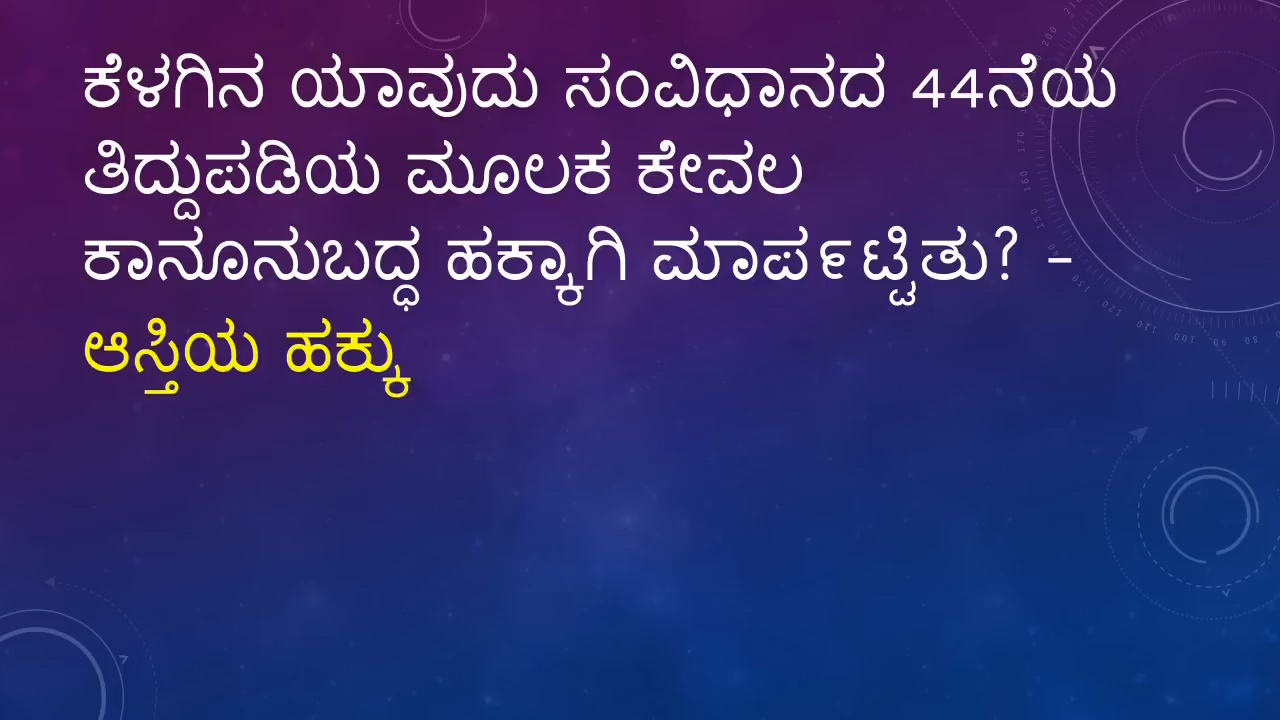 ಕೆಳಗಿನ ಯಾವುದು ಸಂವಿಧಾನದ 44ನೆಯ
ತಿದ್ದುಪಡಿಯ ಮೂಲಕ ಕೇವಲ
ಕಾನೂನುಬದ್ಧ ಹಕ್ಕಾಗಿ ಮಾರ್ಪಟ್ಟಿತು? -
ಆಸ್ತಿಯ ಹಕ್ಕು